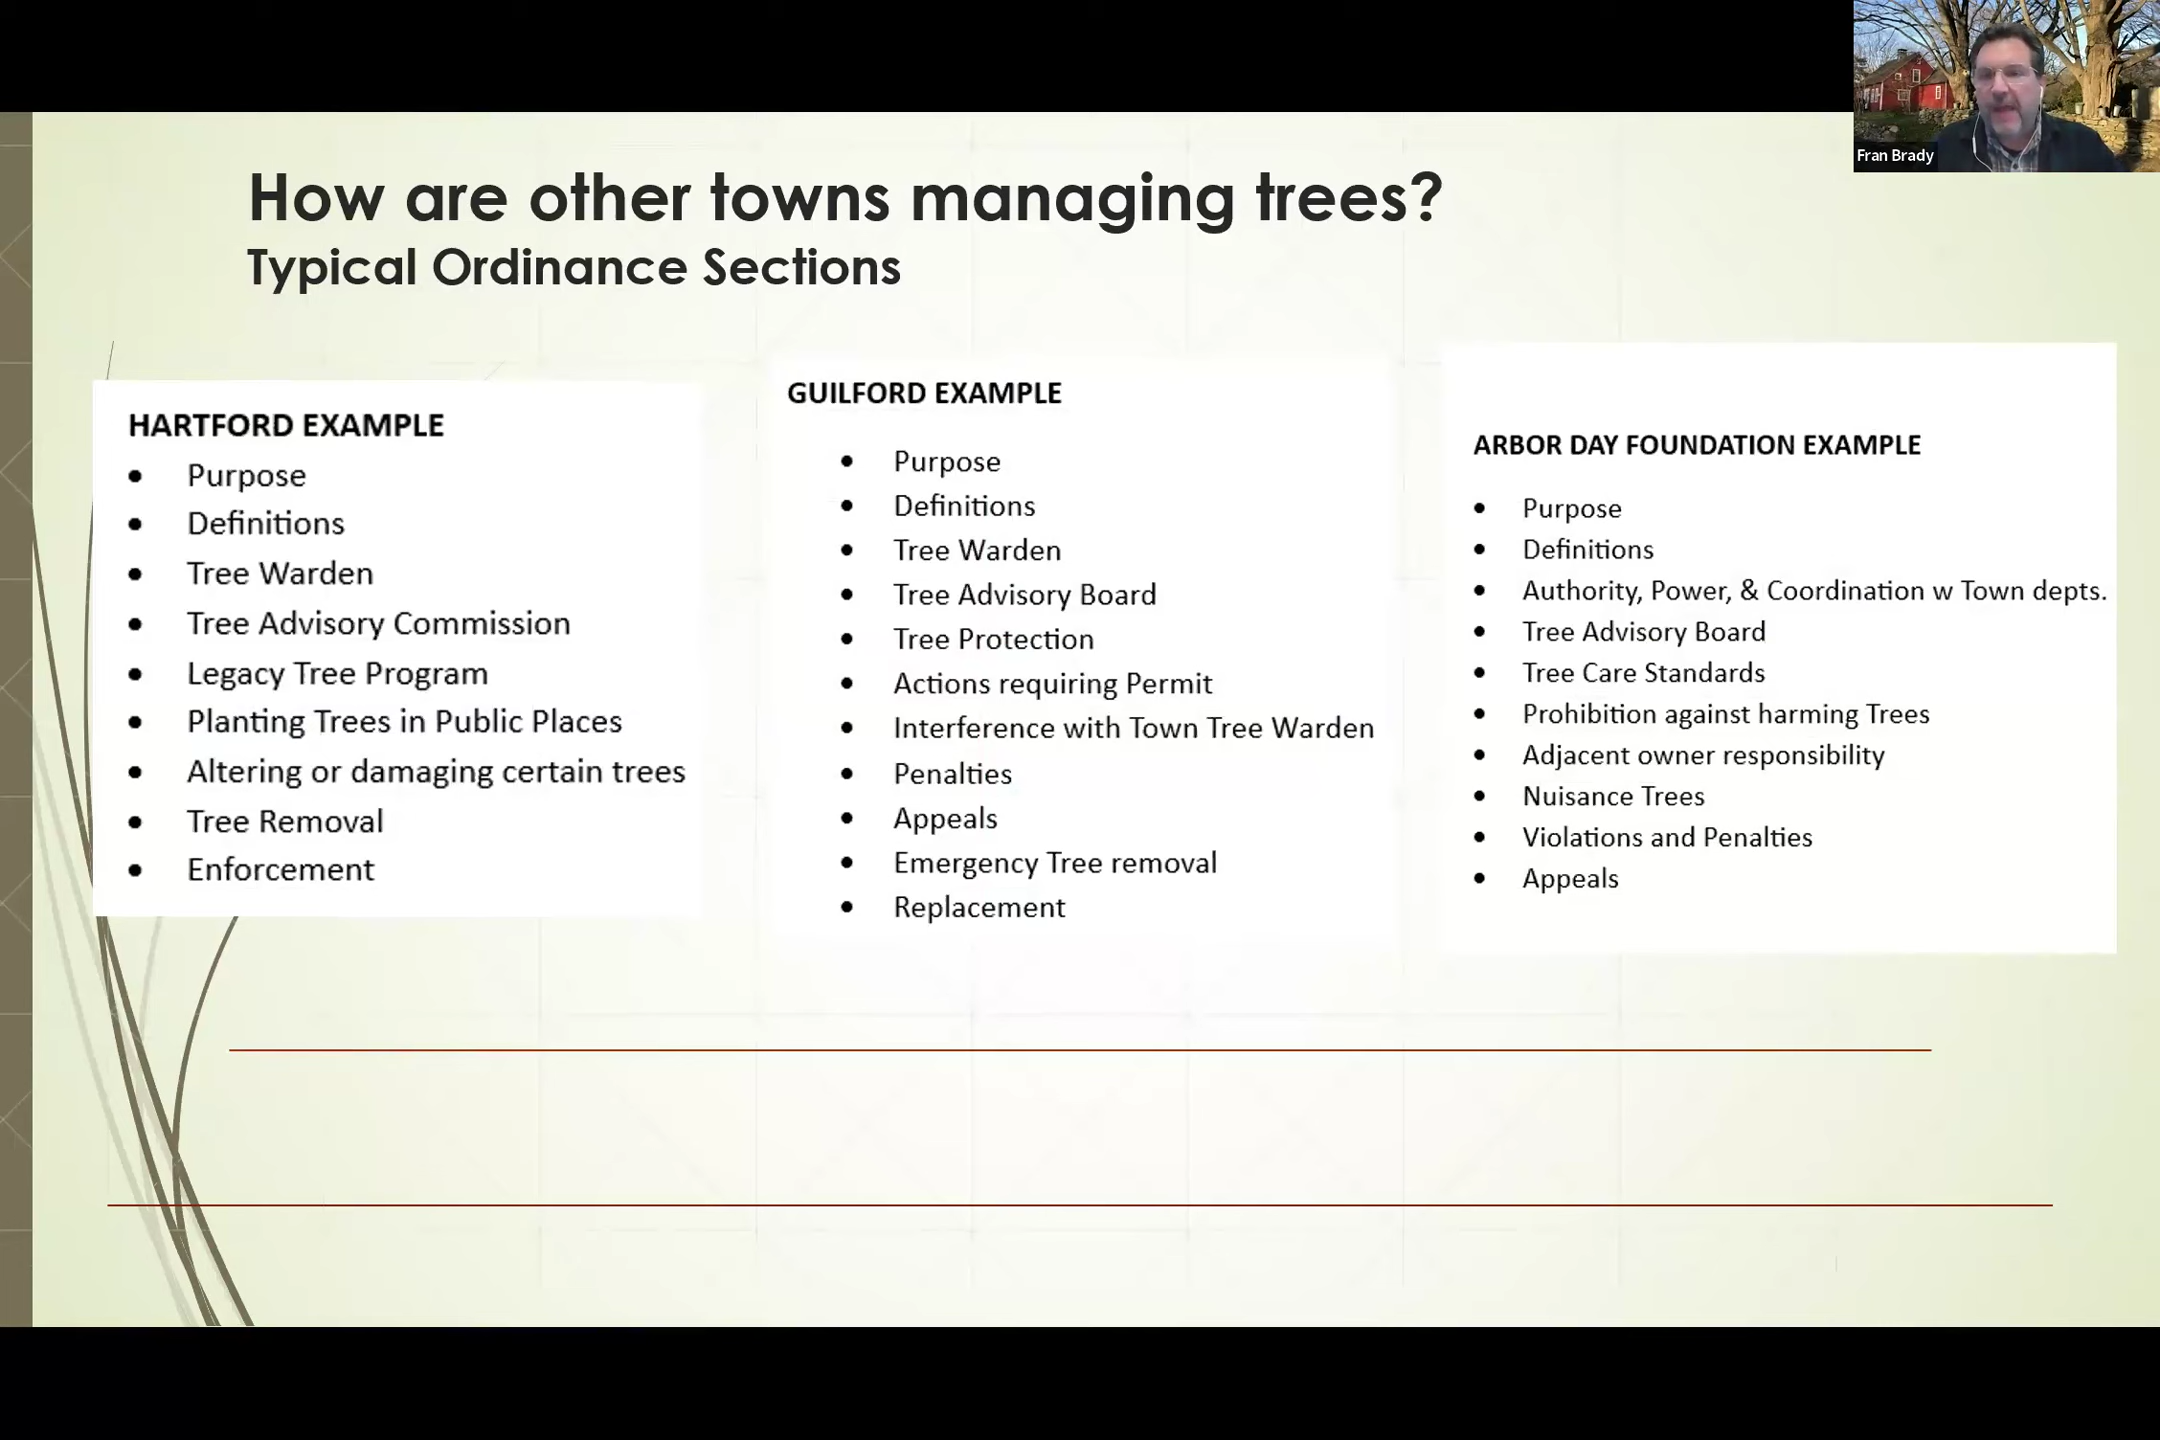 Fran Brady
How are other towns managing trees?
Typical Ordinance Sections
HARTFORD EXAMPLE
• Purpose
• Definitions
• Tree Warden
• Tree Advisory Commission
• Legacy Tree Program
• Planting Trees in Public Places
• Altering or damaging certain trees
• Tree Removal
• Enforcement
GUILFORD EXAMPLE
• Purpose
• Definitions
• Tree Warden
• Tree Advisory Board
• Tree Protection
• Actions requiring Permit
• Interference with Town Tree Warden
• Penalties
• Appeals
• Emergency Tree removal
• Replacement
ARBOR DAY FOUNDATION EXAMPLE
• Purpose
• Definitions
• Authority, Power, & Coordination w Town depts.
• Tree Advisory Board
• Tree Care Standards
• Prohibition against harming Trees
• Adjacent owner responsibility
• Nuisance Trees
• Violations and Penalties
• Appeals